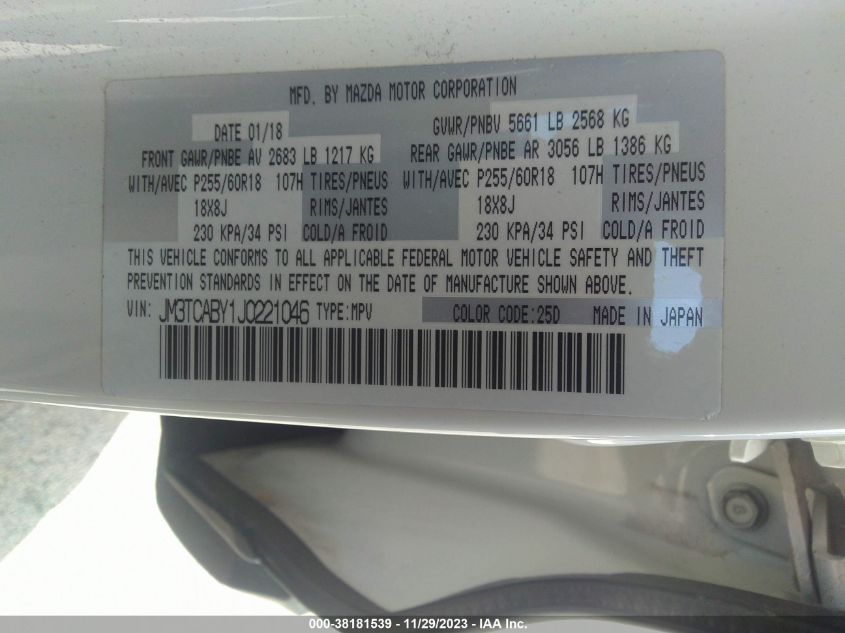 MFD. BY MAZDA MOTOR CORPORATION
DATE 01/18 GVWR/PNBV 5661 LB 2568 KG
FRONT GAWR/PNBE AV 2683 LB 1217 KG REAR GAWR/PNBE AR 3056 LB 1386 KG
WITH/AVEC P255/60R18 107H TIRES/PNEUS WITH/AVEC P255/60R18 107H TIRES/PNEUS
18X8J RIMS/JANTES 18X8J RIMS/JANTES
230 KPA/34 PSI COLD/A FROID 230 KPA/34 PSI COLD/A FROID
THIS VEHICLE CONFORMS TO ALL APPLICABLE FEDERAL MOTOR VEHICLE SAFETY AND THEFT
PREVENTION STANDARDS IN EFFECT ON THE DATE OF MANUFACTURE SHOWN ABOVE.
VIN: JM3TCABY1J0221046 TYPE:MPV COLOR CODE:25D MADE IN JAPAN
000-38181539 - 11/29/2023 - IAA Inc.